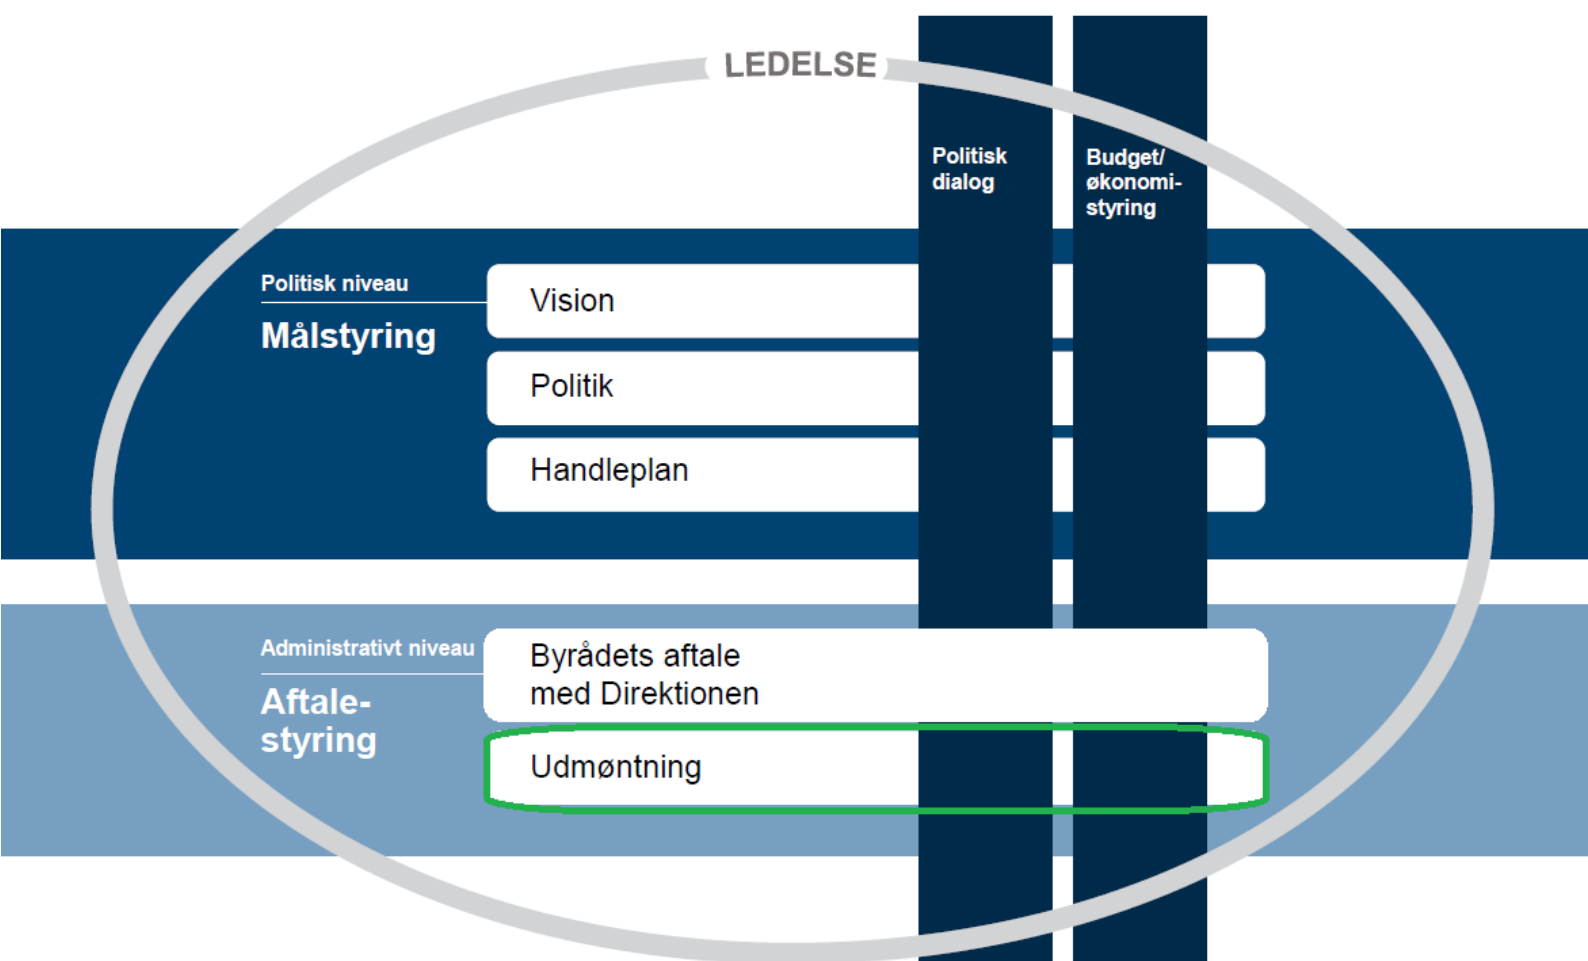 LEDELSE
Politisk
dialog
Budget/
økonomi-
styring
Politisk niveau
Målstyring
Vision
Politik
Handleplan
Administrativt niveau
Aftale-
styring
Byrådets aftale
med Direktionen
Udmøntning